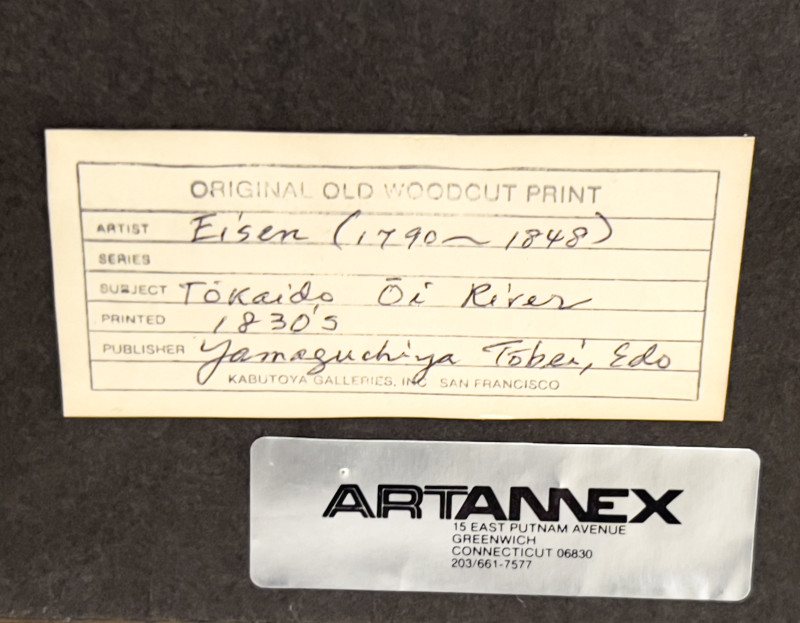 ORIGINAL OLD WOODCUT PRINT
ARTIST Eisen (1790~1848)
SERIES
SUBJECT Tōkaido Ōi River
PRINTED 1830's
PUBLISHER Yamaguchiya Tōbei, Edo
KABUTOYA GALLERIES, INC SAN FRANCISCO
ARTANNEX
15 EAST PUTNAM AVENUE
GREENWICH
CONNECTICUT 06830
203/661-7577